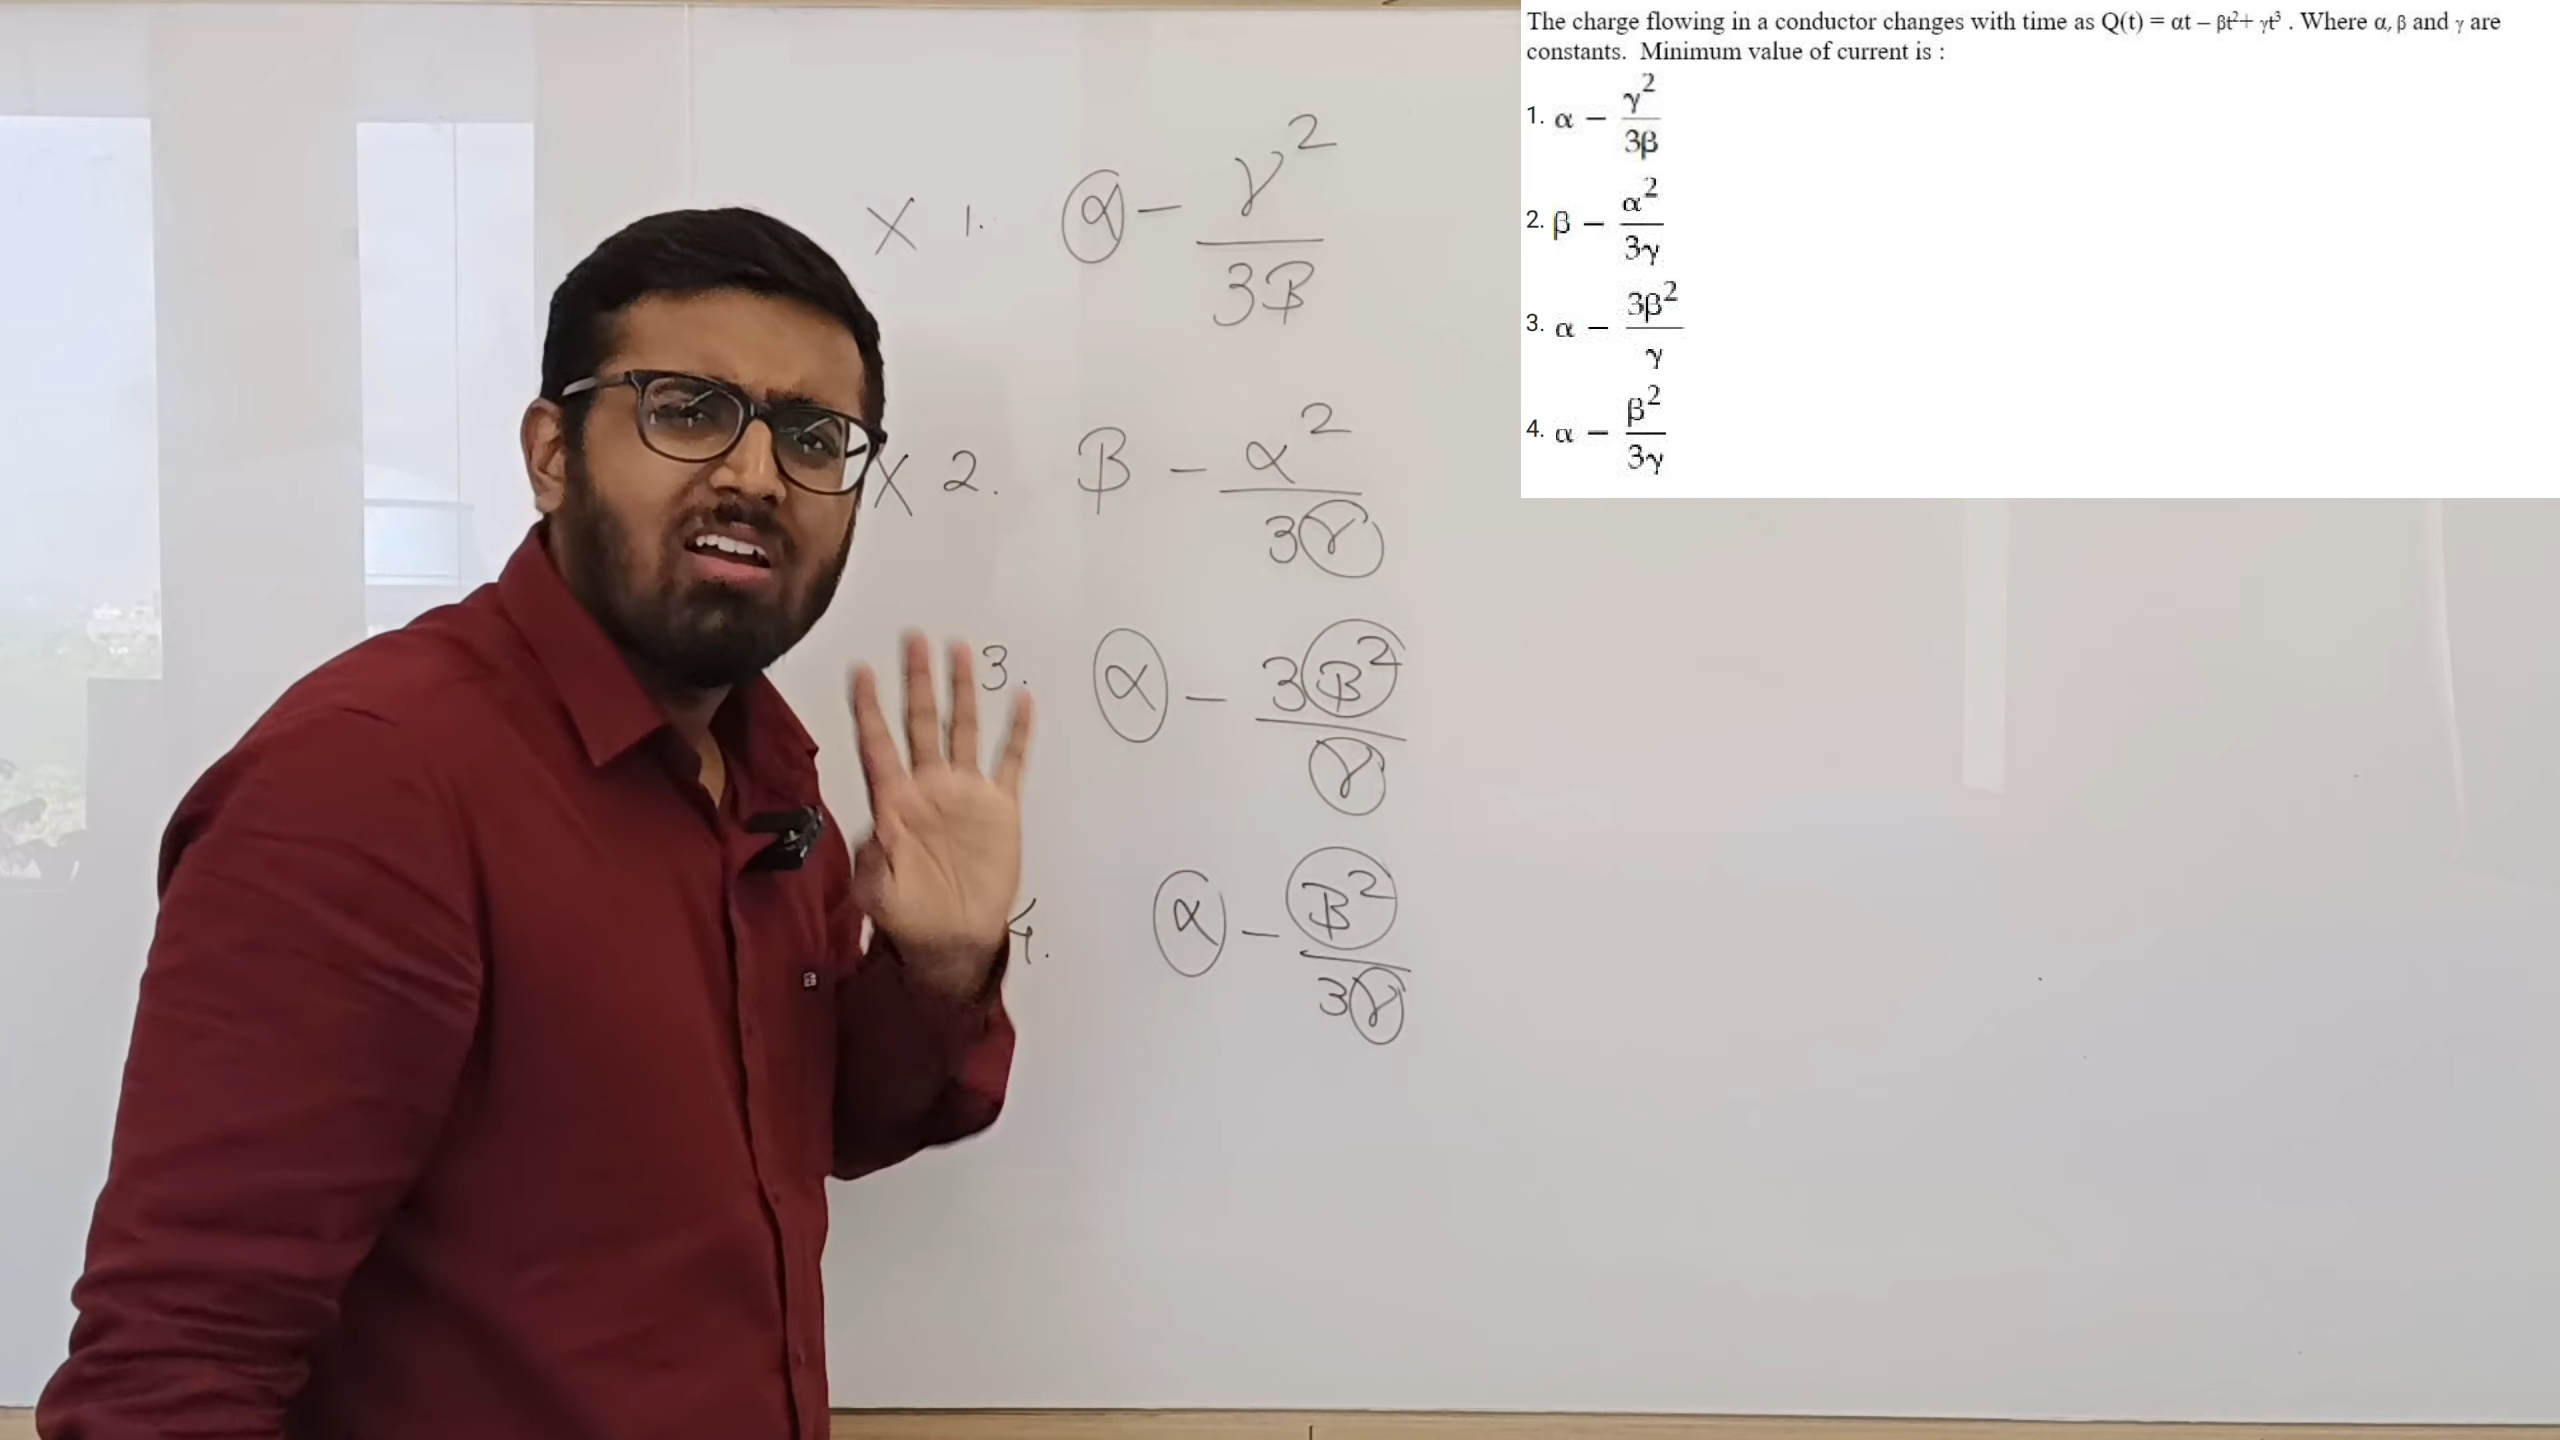 The charge flowing in a conductor changes with time as Q(t) = αt – βt²+ γt³ . Where α, β and γ are
constants. Minimum value of current is :
1. α − γ²/3β
2. β − α²/3γ
3. α − 3β²/γ
4. α − β²/3γ
X 1. α − γ²/3β
X 2. β − α²/3γ
3. α − 3β²/γ
4. α − β²/3γ